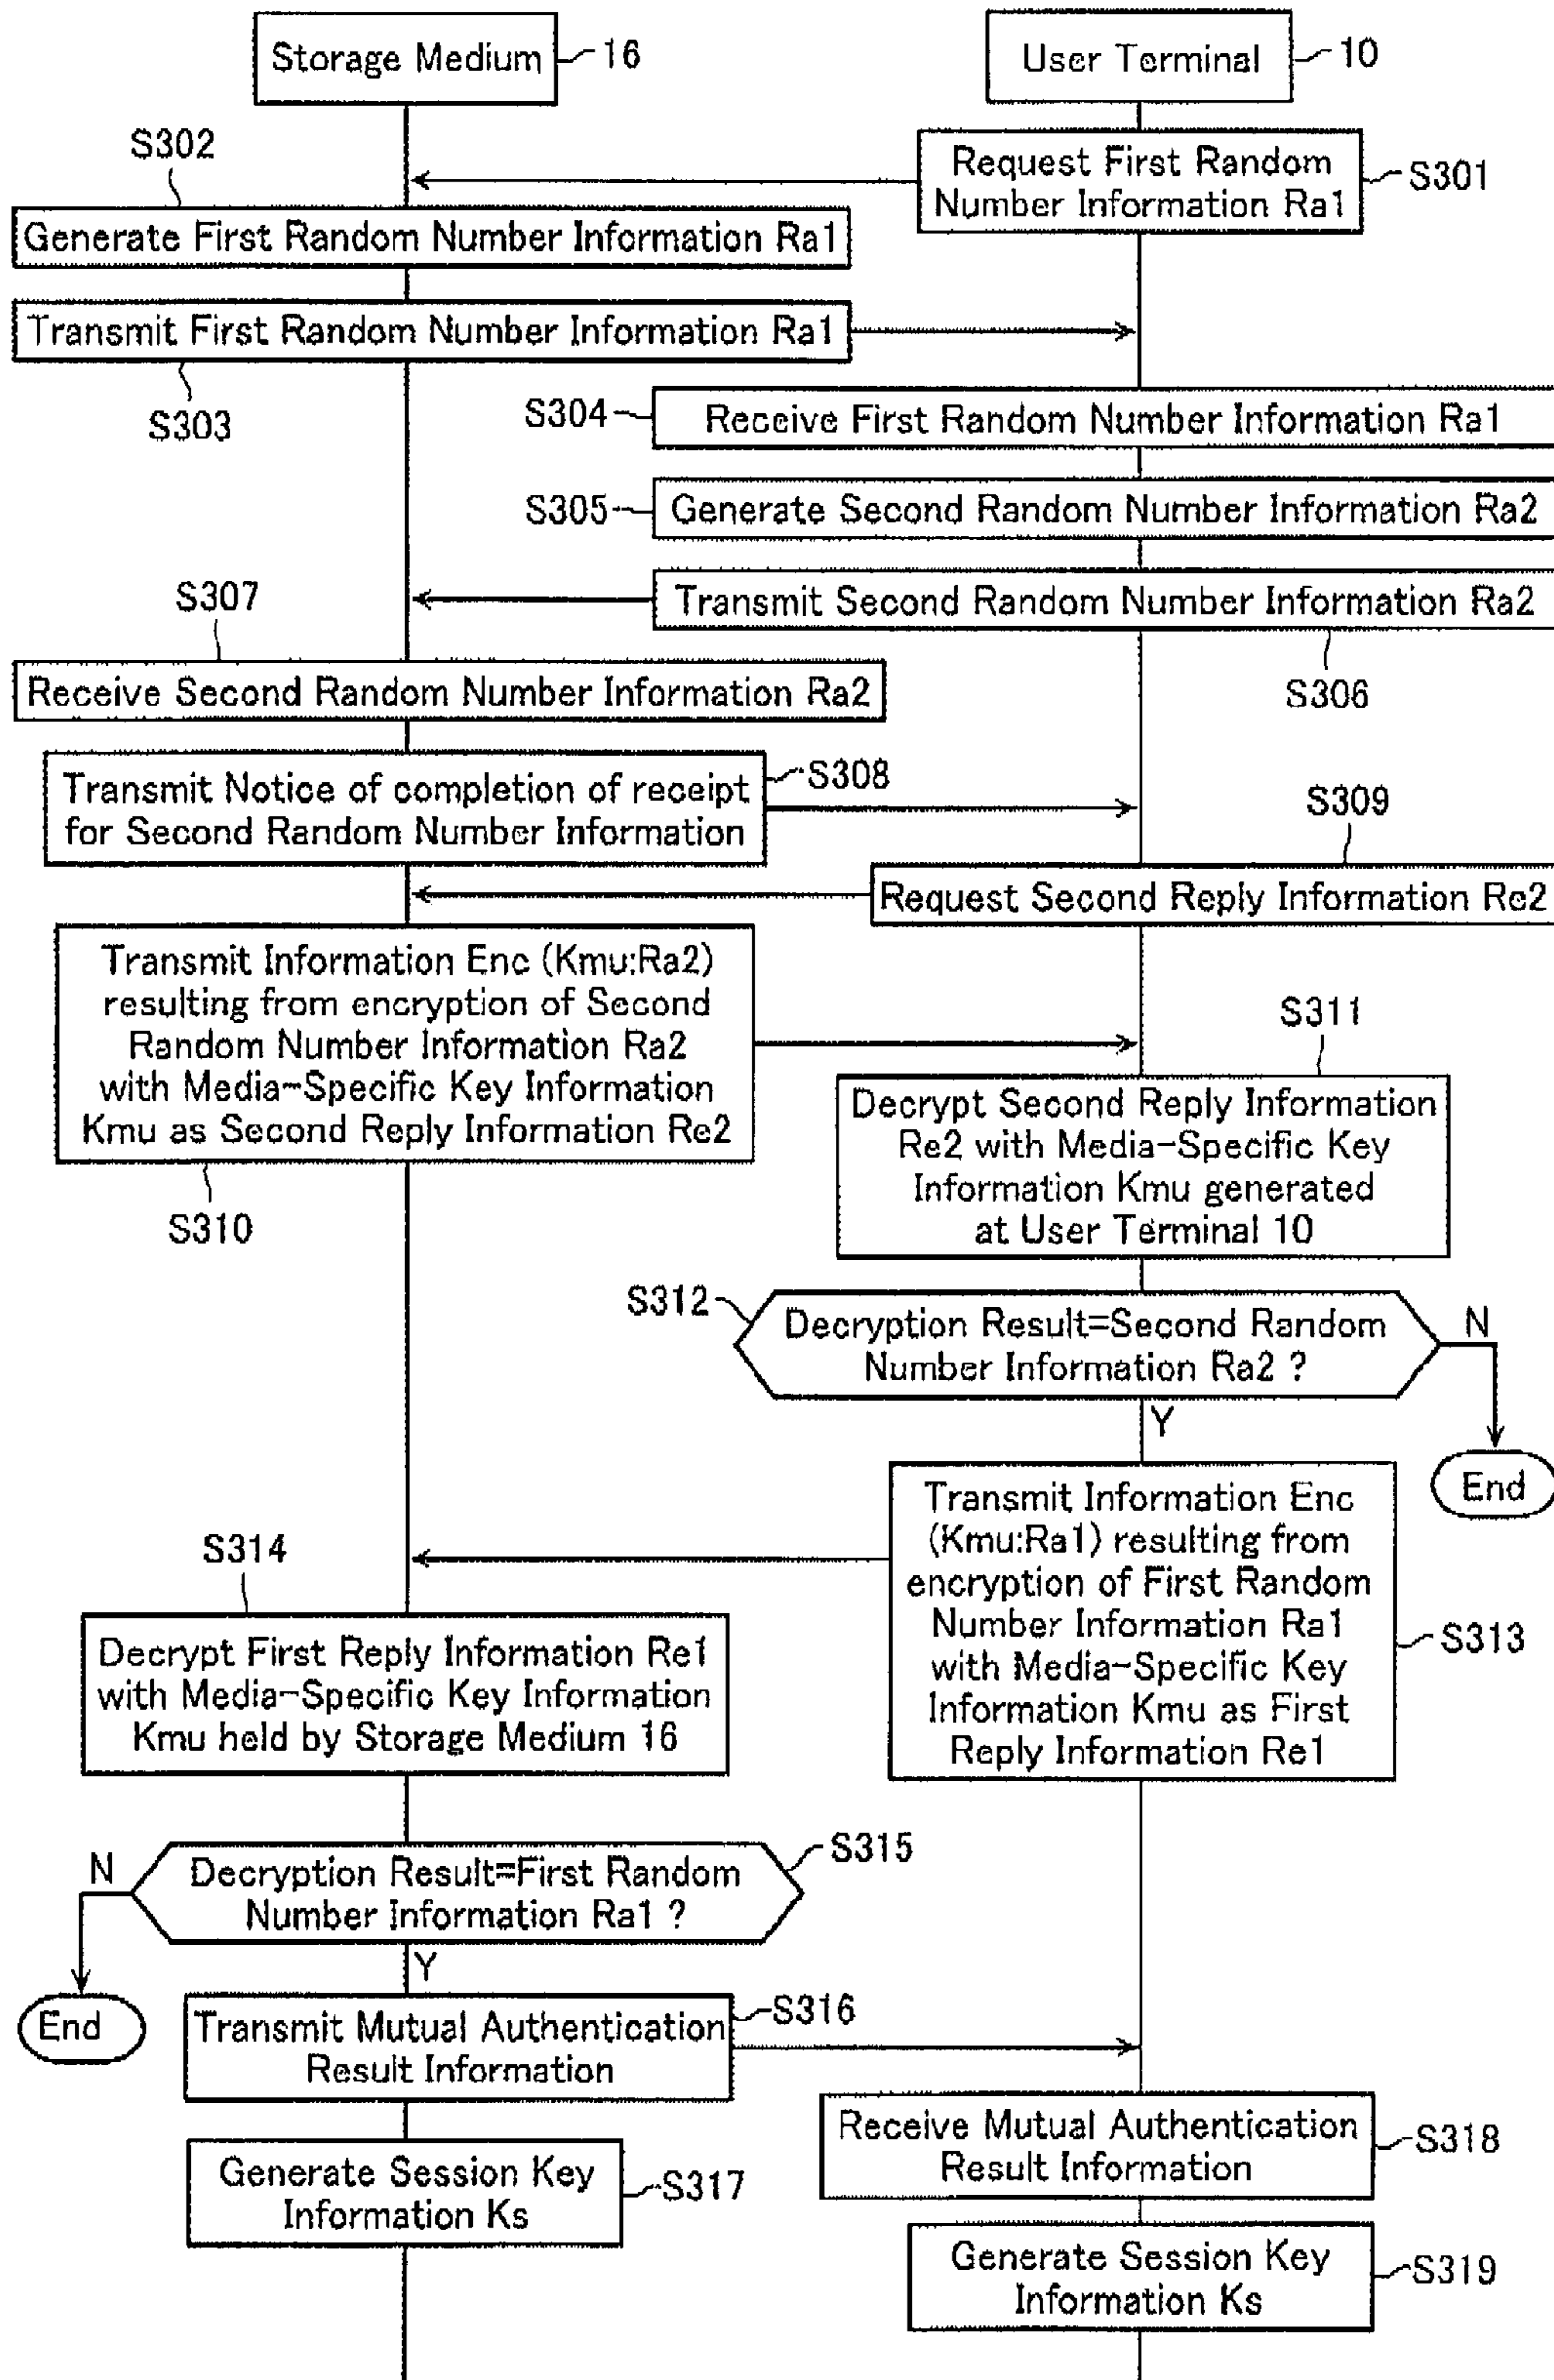 Storage Medium
16
User Terminal
10
S302
Request First Random
Number Information Ra1
S301
Generate First Random Number Information Ra1
Transmit First Random Number Information Ra1
S303
S304
Receive First Random Number Information Ra1
S305
Generate Second Random Number Information Ra2
S307
Transmit Second Random Number Information Ra2
S306
Receive Second Random Number Information Ra2
Transmit Notice of completion of receipt
for Second Random Number Information
S308
S309
Request Second Reply Information Re2
Transmit Information Enc (Kmu:Ra2)
resulting from encryption of Second
Random Number Information Ra2
with Media-Specific Key Information
Kmu as Second Reply Information Re2
S310
S311
Decrypt Second Reply Information
Re2 with Media-Specific Key
Information Kmu generated
at User Terminal 10
S312
Decryption Result=Second Random
Number Information Ra2 ?
N
Y
End
Transmit Information Enc
(Kmu:Ra1) resulting from
encryption of First Random
Number Information Ra1
with Media-Specific Key
Information Kmu as First
Reply Information Re1
S313
S314
Decrypt First Reply Information Re1
with Media-Specific Key Information
Kmu held by Storage Medium 16
S315
N
Decryption Result=First Random
Number Information Ra1 ?
Y
End
Transmit Mutual Authentication
Result Information
S316
Receive Mutual Authentication
Result Information
S318
Generate Session Key
Information Ks
S317
Generate Session Key
Information Ks
S319